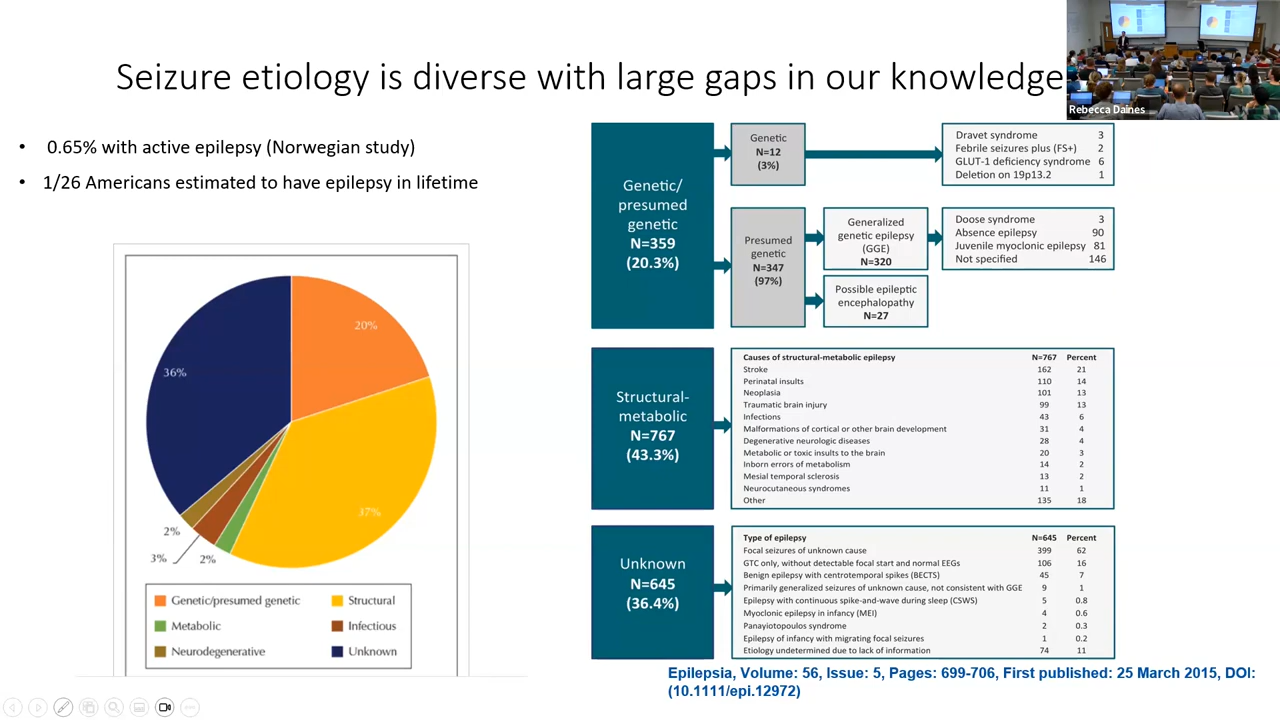 Seizure etiology is diverse with large gaps in our knowledge
Rebecca Daines
• 0.65% with active epilepsy (Norwegian study)
• 1/26 Americans estimated to have epilepsy in lifetime
20%
36%
37%
2%
3%
2%
Genetic/presumed genetic
Structural
Metabolic
Infectious
Neurodegenerative
Unknown
Genetic/
presumed
genetic
N=359
(20.3%)
Genetic
N=12
(3%)
Dravet syndrome 3
Febrile seizures plus (FS+) 2
GLUT-1 deficiency syndrome 6
Deletion on 19p13.2 1
Presumed
genetic
N=347
(97%)
Generalized
genetic epilepsy
(GGE)
N=320
Doose syndrome 3
Absence epilepsy 90
Juvenile myoclonic epilepsy 81
Not specified 146
Possible epileptic
encephalopathy
N=27
Structural-
metabolic
N=767
(43.3%)
Causes of structural-metabolic epilepsy N=767 Percent
Stroke 162 21
Perinatal insults 110 14
Neoplasia 101 13
Traumatic brain injury 99 13
Infections 43 6
Malformations of cortical or other brain development 31 4
Degenerative neurologic diseases 28 4
Metabolic or toxic insults to the brain 20 3
Inborn errors of metabolism 14 2
Mesial temporal sclerosis 13 2
Neurocutaneous syndromes 11 1
Other 135 18
Unknown
N=645
(36.4%)
Type of epilepsy N=645 Percent
Focal seizures of unknown cause 399 62
GTC only, without detectable focal start and normal EEGs 106 16
Benign epilepsy with centrotemporal spikes (BECTS) 45 7
Primarily generalized seizures of unknown cause, not consistent with GGE 9 1
Epilepsy with continuous spike-and-wave during sleep (CSWS) 5 0.8
Myoclonic epilepsy in infancy (MEI) 4 0.6
Panayiotopoulos syndrome 2 0.3
Epilepsy of infancy with migrating focal seizures 1 0.2
Etiology undetermined due to lack of information 74 11
Epilepsia, Volume: 56, Issue: 5, Pages: 699-706, First published: 25 March 2015, DOI:
(10.1111/epi.12972)